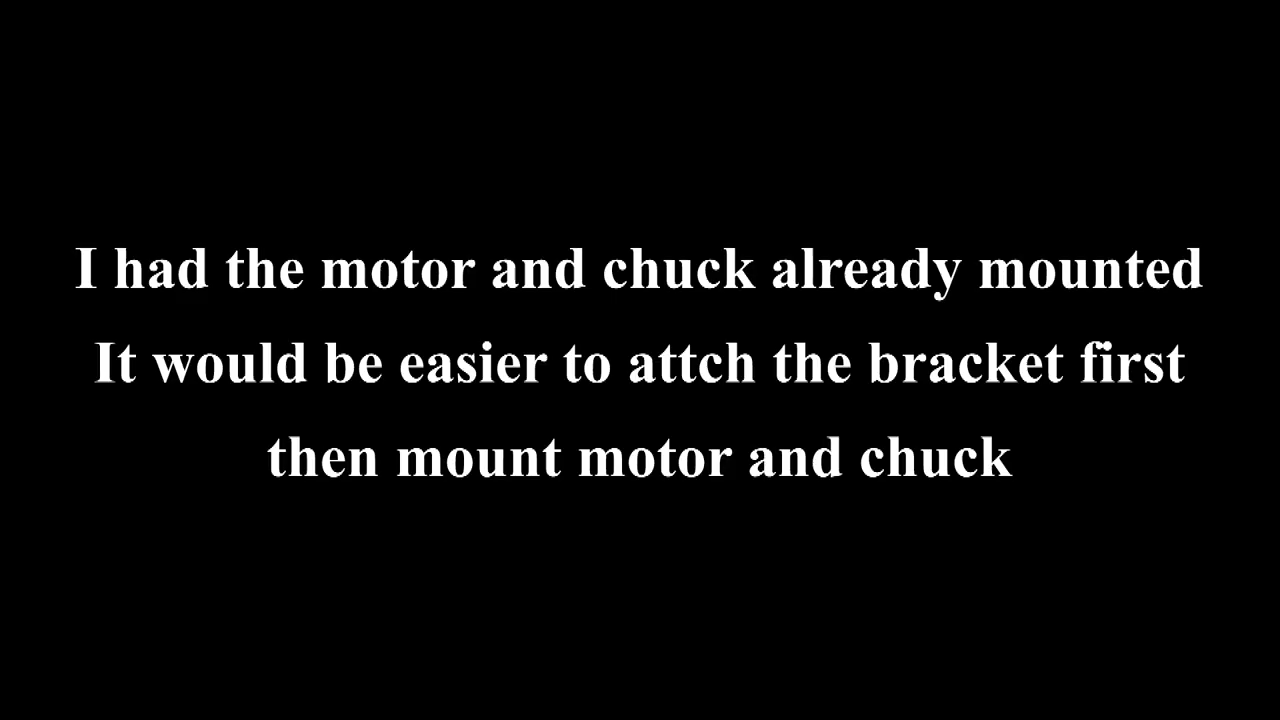 I had the motor and chuck already mounted
It would be easier to attch the bracket first
then mount motor and chuck